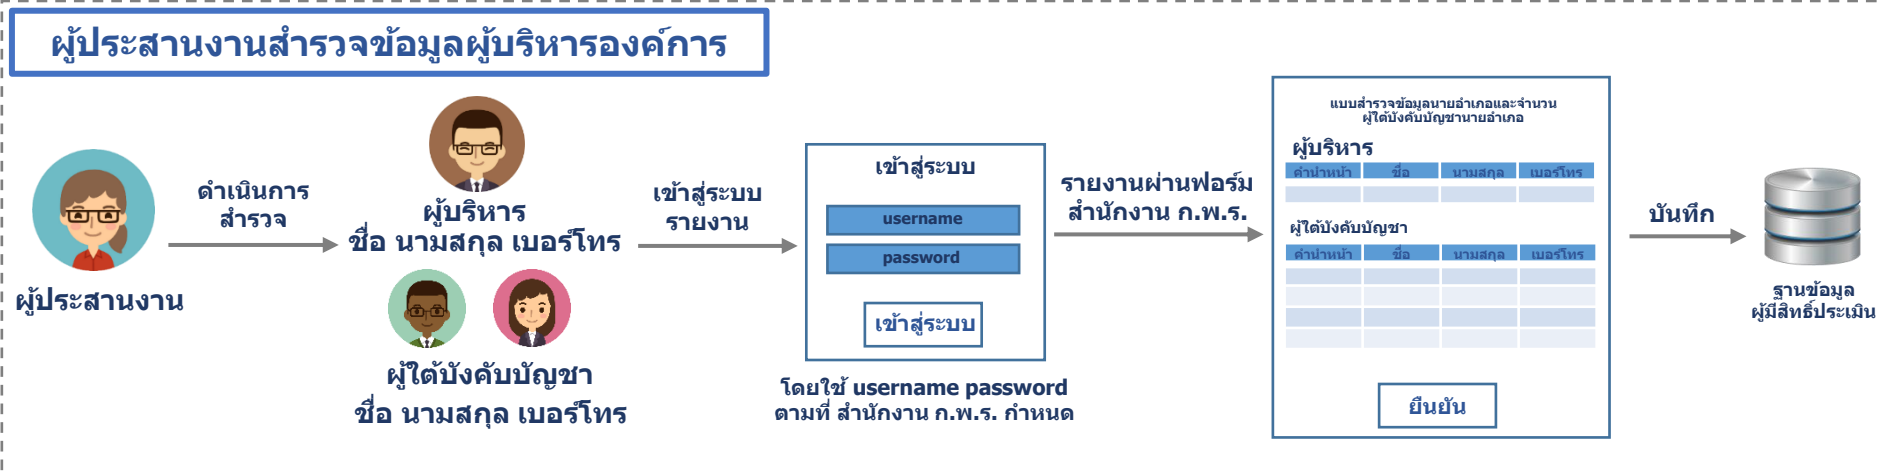 ผู้ประสานงานสำรวจข้อมูลผู้บริหารองค์การ
ผู้ประสานงาน
ดำเนินการ
สำรวจ
ผู้บริหาร
ชื่อ นามสกุล เบอร์โทร
ผู้ใต้บังคับบัญชา
ชื่อ นามสกุล เบอร์โทร
เข้าสู่ระบบ
รายงาน
เข้าสู่ระบบ
username
password
เข้าสู่ระบบ
โดยใช้ username password
ตามที่ สำนักงาน ก.พ.ร. กำหนด
รายงานผ่านฟอร์ม
สำนักงาน ก.พ.ร.
แบบสำรวจข้อมูลนายอำเภอและจำนวน
ผู้ใต้บังคับบัญชานายอำเภอ
ผู้บริหาร
คำนำหน้า ชื่อ นามสกุล เบอร์โทร
ผู้ใต้บังคับบัญชา
คำนำหน้า ชื่อ นามสกุล เบอร์โทร
ยืนยัน
บันทึก
ฐานข้อมูล
ผู้มีสิทธิ์ประเมิน